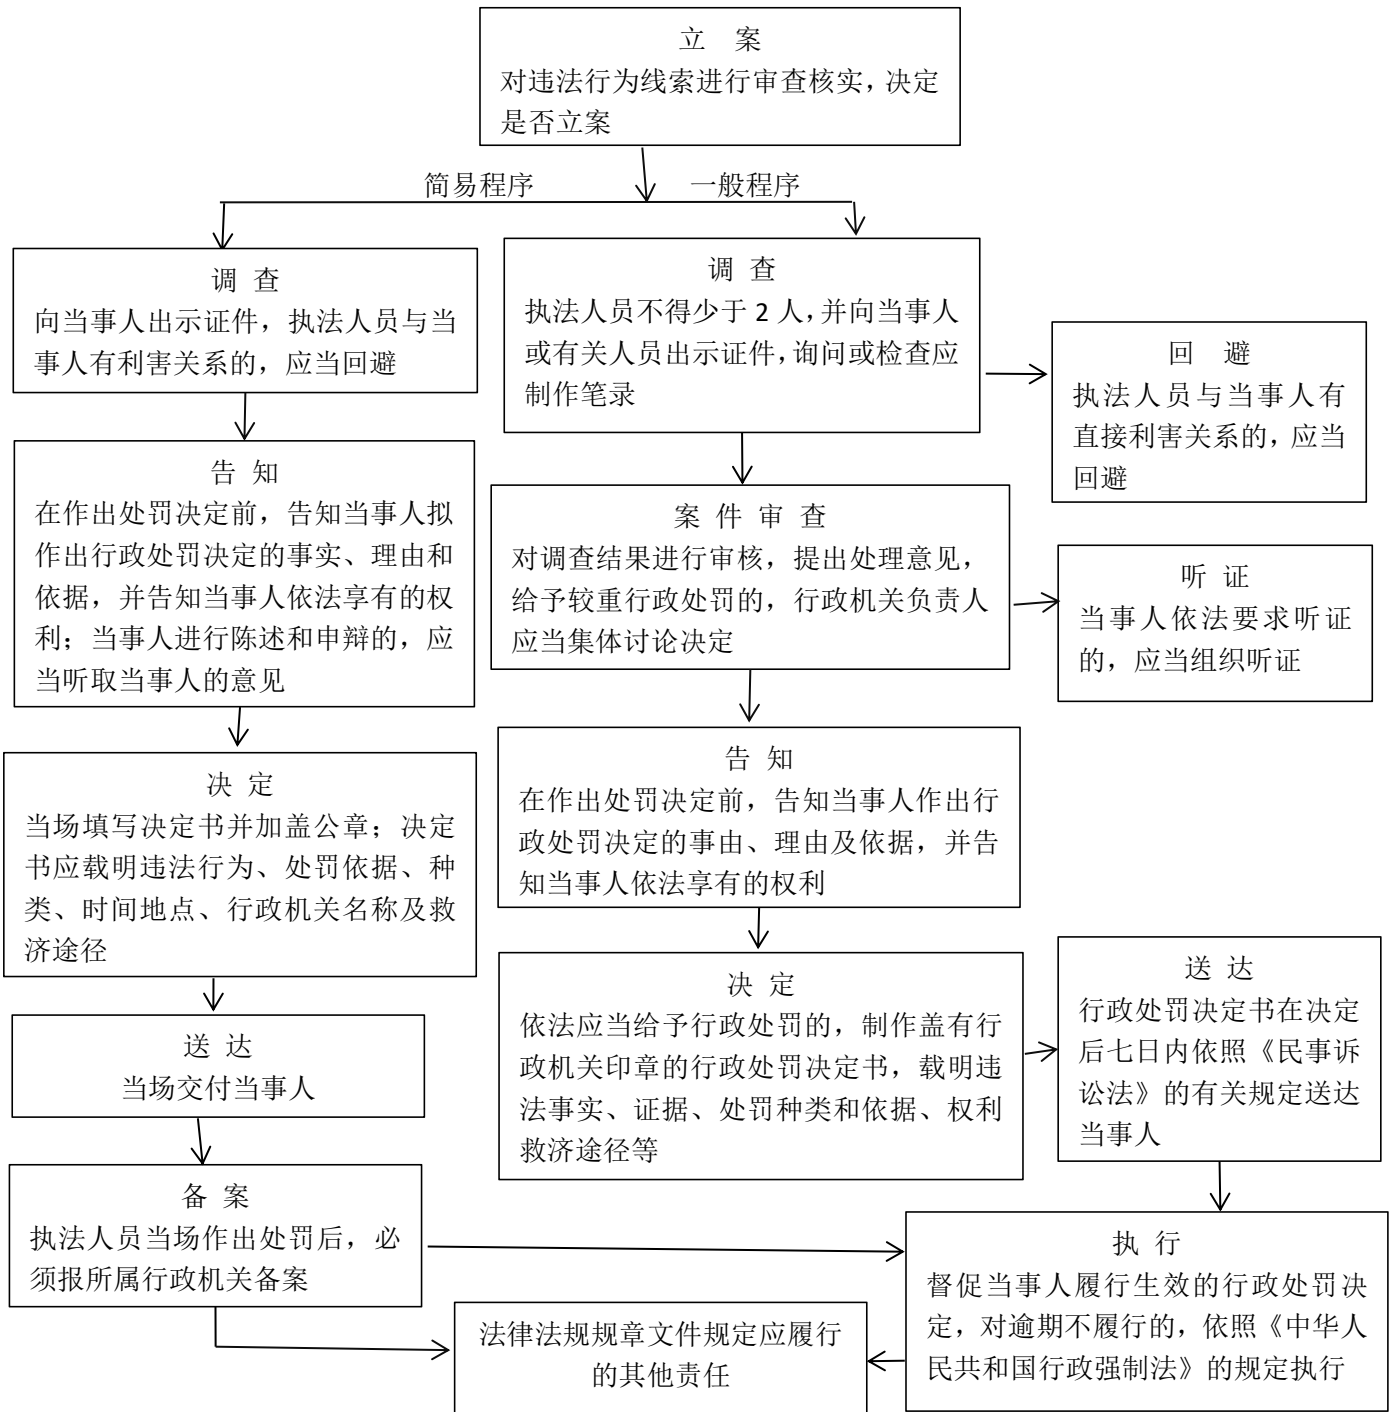 立 案
对违法行为线索进行审查核实，决定
是否立案
简易程序
一般程序
调 查
向当事人出示证件，执法人员与当
事人有利害关系的，应当回避
告 知
在作出处罚决定前，告知当事人拟
作出行政处罚决定的事实、理由和
依据，并告知当事人依法享有的权
利；当事人进行陈述和申辩的，应
当听取当事人的意见
决 定
当场填写决定书并加盖公章；决定
书应载明违法行为、处罚依据、种
类、时间地点、行政机关名称及救
济途径
送 达
当场交付当事人
备 案
执法人员当场作出处罚后，必
须报所属行政机关备案
调 查
执法人员不得少于 2 人，并向当事人
或有关人员出示证件，询问或检查应
制作笔录
回 避
执法人员与当事人有
直接利害关系的，应当
回避
案 件 审 查
对调查结果进行审核，提出处理意见，
给予较重行政处罚的，行政机关负责人
应当集体讨论决定
听 证
当事人依法要求听证
的，应当组织听证
告 知
在作出处罚决定前，告知当事人作出行
政处罚决定的事由、理由及依据，并告
知当事人依法享有的权利
决 定
依法应当给予行政处罚的，制作盖有行
政机关印章的行政处罚决定书，载明违
法事实、证据、处罚种类和依据、权利
救济途径等
送 达
行政处罚决定书在决定
后七日内依照《民事诉
讼法》的有关规定送达
当事人
执 行
督促当事人履行生效的行政处罚决
定，对逾期不履行的，依照《中华人
民共和国行政强制法》的规定执行
法律法规规章文件规定应履行
的其他责任